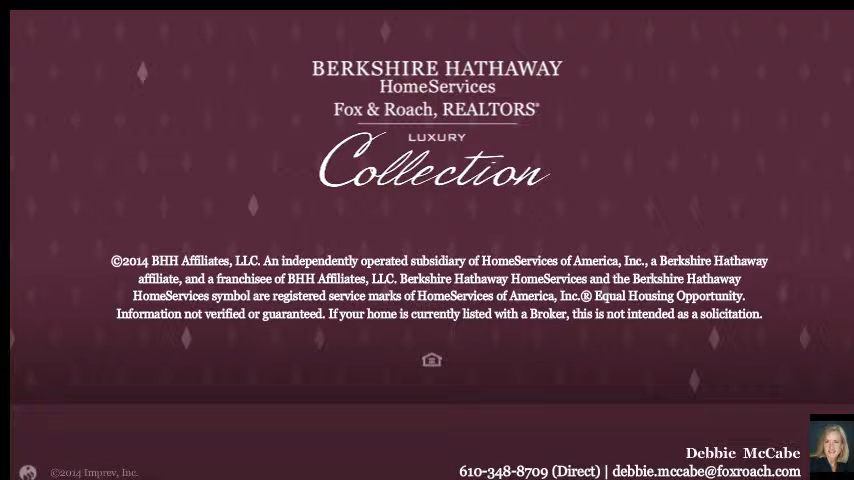 BERKSHIRE HATHAWAY
HomeServices
Fox & Roach, REALTORS®
LUXURY
Collection
©2014 BHH Affiliates, LLC. An independently operated subsidiary of HomeServices of America, Inc., a Berkshire Hathaway
affiliate, and a franchisee of BHH Affiliates, LLC. Berkshire Hathaway HomeServices and the Berkshire Hathaway
HomeServices symbol are registered service marks of HomeServices of America, Inc.® Equal Housing Opportunity.
Information not verified or guaranteed. If your home is currently listed with a Broker, this is not intended as a solicitation.
Debbie McCabe
610-348-8709 (Direct) | debbie.mccabe@foxroach.com
©2014 Imprev, Inc.